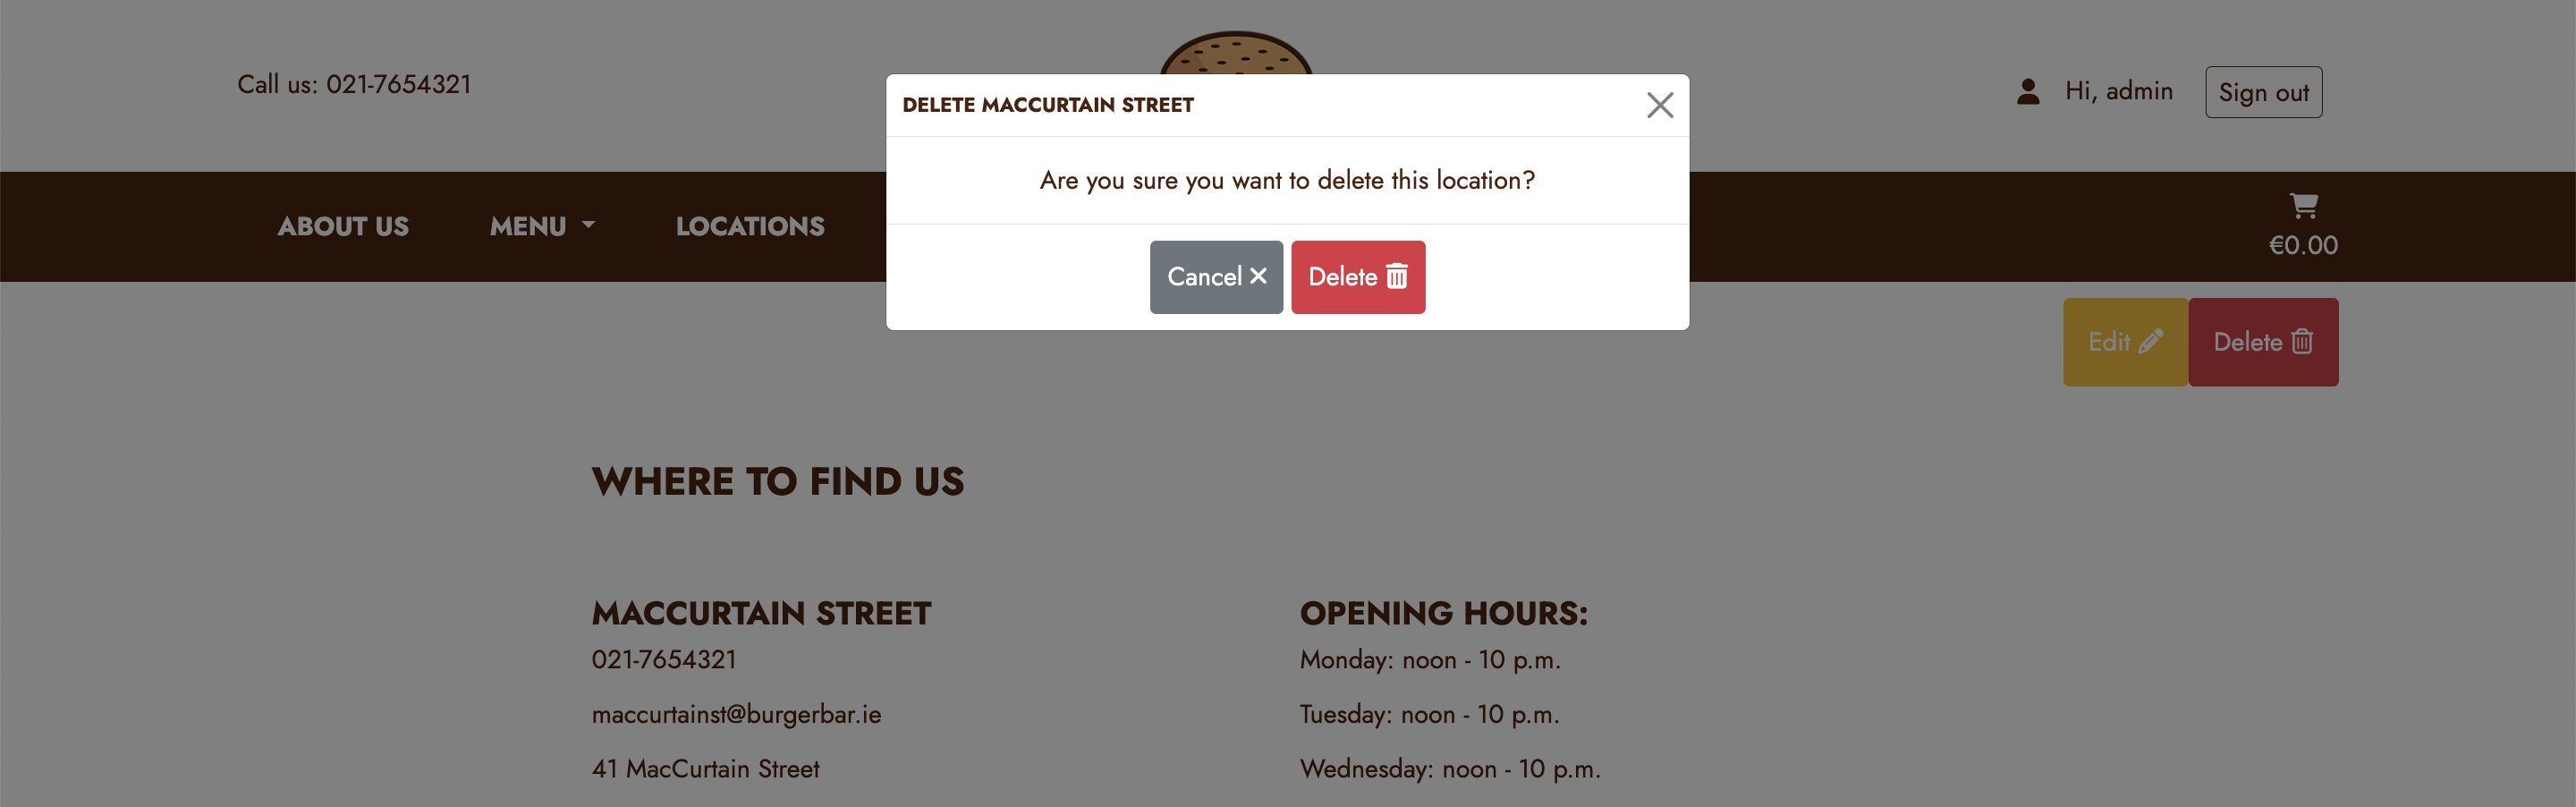 Call us: 021-7654321
Hi, admin
Sign out
DELETE MACCURTAIN STREET
Are you sure you want to delete this location?
Cancel
Delete
ABOUT US
MENU
LOCATIONS
€0.00
Edit
Delete
WHERE TO FIND US
MACCURTAIN STREET
021-7654321
maccurtainst@burgerbar.ie
41 MacCurtain Street
OPENING HOURS:
Monday: noon - 10 p.m.
Tuesday: noon - 10 p.m.
Wednesday: noon - 10 p.m.